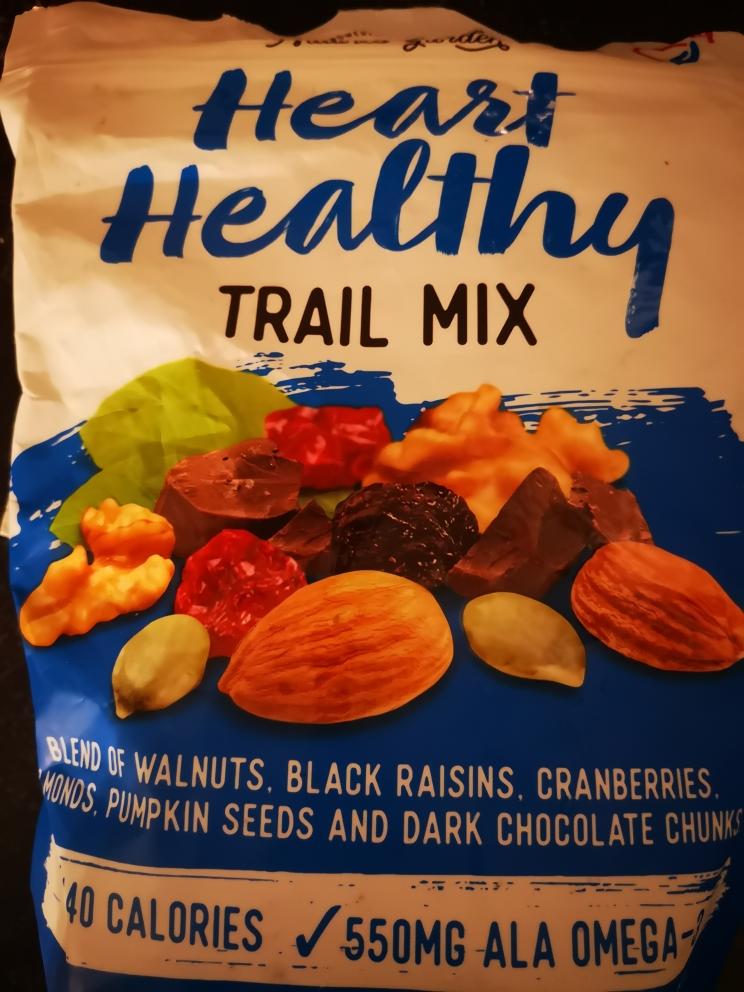 Heart
Healthy
TRAIL MIX
BLEND OF WALNUTS, BLACK RAISINS, CRANBERRIES,
MONDS, PUMPKIN SEEDS AND DARK CHOCOLATE CHUNKS
40 CALORIES ✓550MG ALA OMEGA-